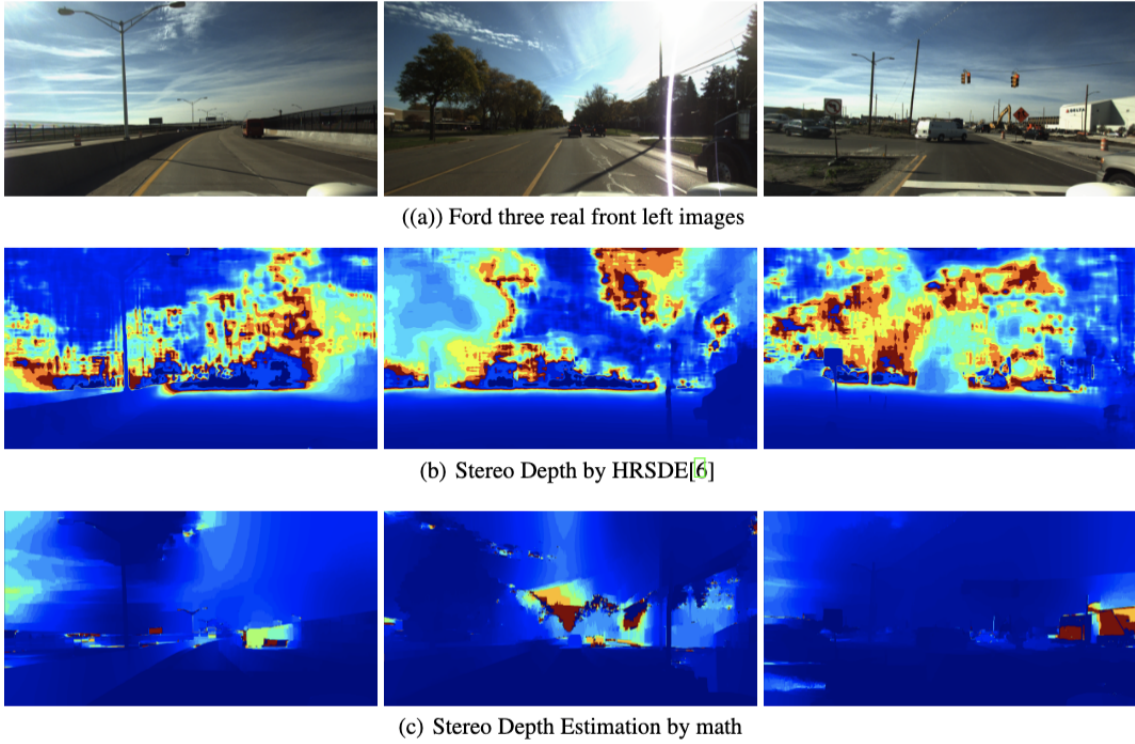 ((a)) Ford three real front left images
(b) Stereo Depth by HRSDE[6]
(c) Stereo Depth Estimation by math